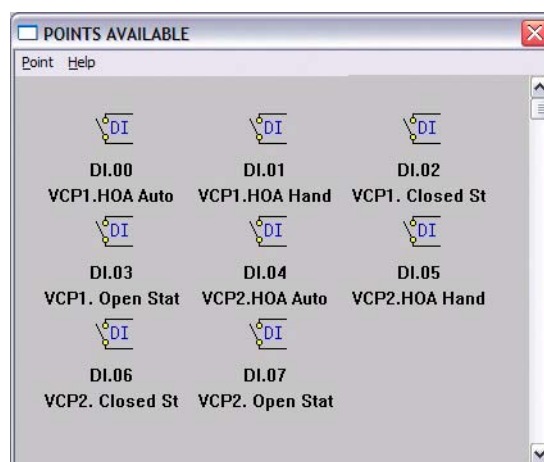 POINTS AVAILABLE
Point Help
DI DI DI
DI.00 DI.01 DI.02
VCP1.HOA Auto VCP1.HOA Hand VCP1. Closed St
DI DI DI
DI.03 DI.04 DI.05
VCP1. Open Stat VCP2.HOA Auto VCP2.HOA Hand
DI DI
DI.06 DI.07
VCP2. Closed St VCP2. Open Stat